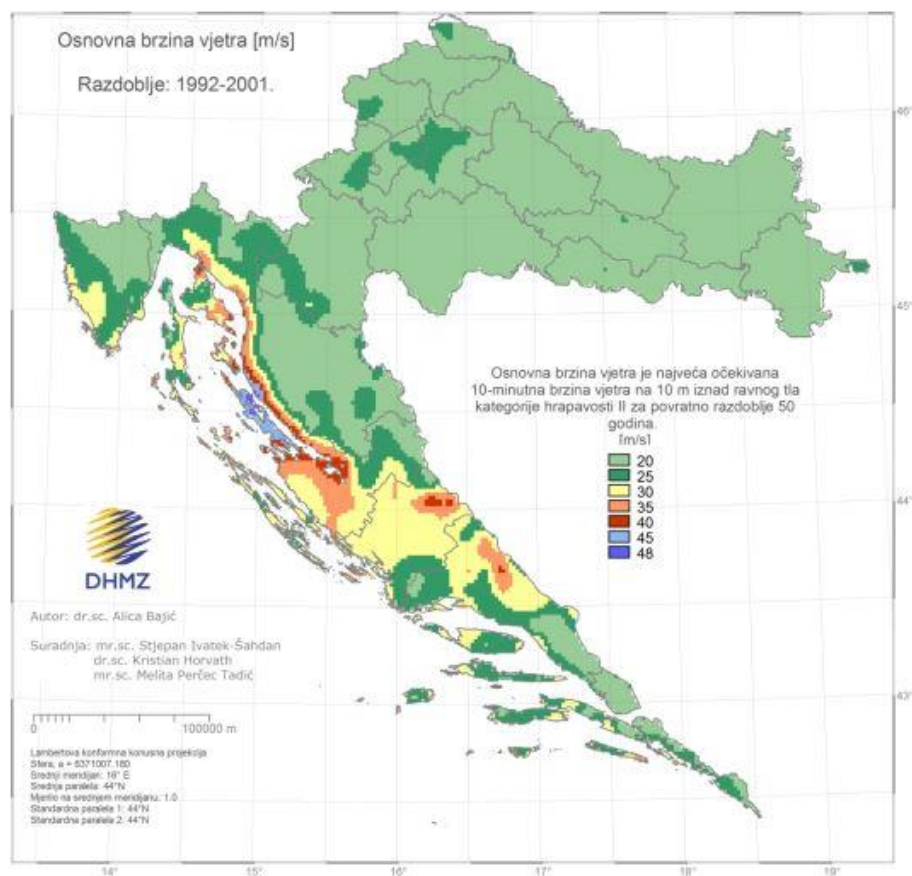 Osnovna brzina vjetra [m/s]
Razdoblje: 1992-2001.
46°
45°
Osnovna brzina vjetra je najveća očekivana
10-minutna brzina vjetra na 10 m iznad ravnog tla
kategorije hrapavosti II za povratno razdoblje 50
godina.
[m/s]
20
25
30
35
40
45
48
44°
DHMZ
Autor: dr.sc. Alica Bajić
Suradnja: mr.sc. Stjepan Ivatek-Šahdan
dr.sc. Kristian Horvath
mr.sc. Melita Perčec Tadić
43°
0 100000 m
Lambertova konformna konusna projekcija
Sfera, a = 6371007.180
Srednji meridijan: 16° E
Srednja paralela: 44°N
Mjerilo na srednjem meridijanu: 1.0
Standardna paralela 1: 44°N
Standardna paralela 2: 44°N
14° 15° 16° 17° 18° 19°